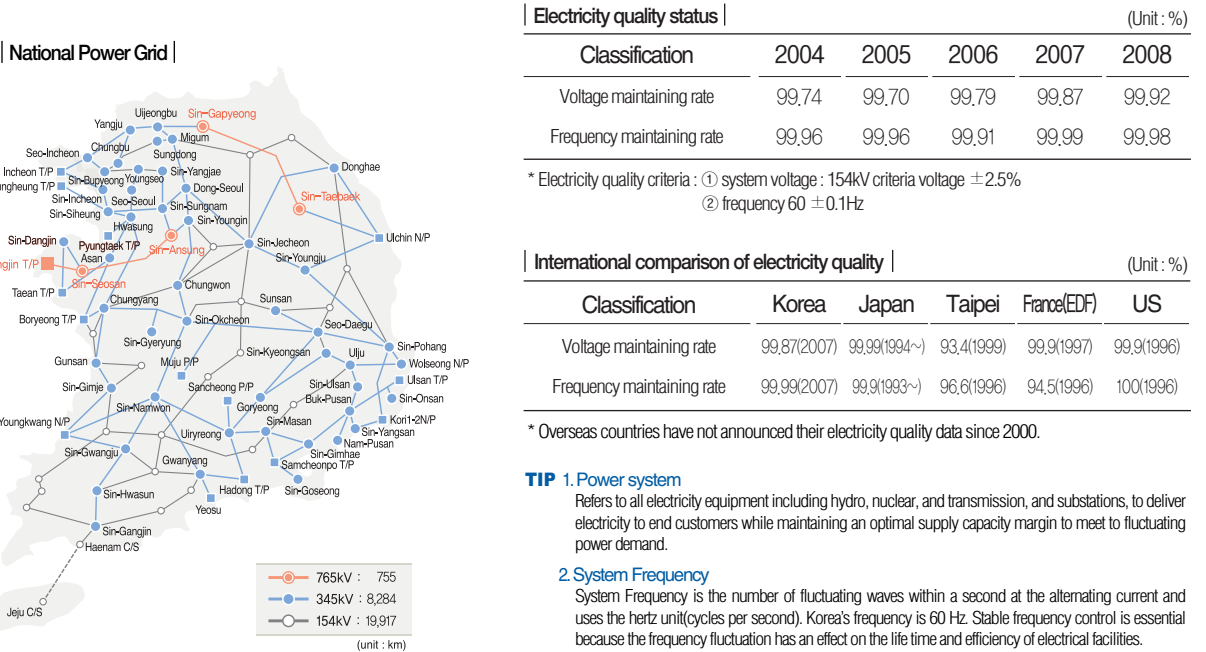 | National Power Grid |
Uijeongbu
Sin-Gapyeong
Yangju
Migum
Chungbu
Seo-Incheon
Sungdong
Donghae
Incheon T/P
Sin-Yangjae
Sin-Bupyeong
Youngseo
Dong-Seoul
Sin-Incheon
Seo-Seoul
Sin-Taebaek
Sin-Sungnam
Sin-Siheung
Sin-Youngin
Hwasung
Ulchin N/P
Sin-Dangjin
Pyungtaek T/P
Sin-Jecheon
Sin-Ansung
Asan
Sin-Youngju
Sin-Seosan
Taean T/P
Chungwon
Chungyang
Sunsan
Boryeong T/P
Sin-Okcheon
Seo-Daegu
Sin-Gyeryung
Sin-Pohang
Sin-Kyeongsan
Ulju
Gunsan
Muju P/P
Wolseong N/P
Ulsan T/P
Sin-Gimje
Sancheong P/P
Sin-Ulsan
Buk-Pusan
Sin-Onsan
Sin-Namwon
Goryeong
Kori1-2N/P
Youngkwang N/P
Sin-Masan
Uiryreong
Sin-Yangsan
Nam-Pusan
Sin-Gwangju
Sin-Gimhae
Gwanyang
Samcheonpo T/P
Hadong T/P
Sin-Goseong
Sin-Hwasun
Yeosu
Sin-Gangjin
Haenam C/S
Jeju C/S
765kV : 755
345kV : 8,284
154kV : 19,917
(unit : km)
| Electricity quality status | (Unit : %)
Classification 2004 2005 2006 2007 2008
Voltage maintaining rate 99.74 99.70 99.79 99.87 99.92
Frequency maintaining rate 99.96 99.96 99.91 99.99 99.98
* Electricity quality criteria : ① system voltage : 154kV criteria voltage ±2.5%
② frequency 60 ±0.1Hz
| International comparison of electricity quality | (Unit : %)
Classification Korea Japan Taipei France(EDF) US
Voltage maintaining rate 99.87(2007) 99.99(1994~) 93.4(1999) 99.9(1997) 99.9(1996)
Frequency maintaining rate 99.99(2007) 99.9(1993~) 96.6(1996) 94.5(1996) 100(1996)
* Overseas countries have not announced their electricity quality data since 2000.
TIP 1. Power system
Refers to all electricity equipment including hydro, nuclear, and transmission, and substations, to deliver
electricity to end customers while maintaining an optimal supply capacity margin to meet to fluctuating
power demand.
2. System Frequency
System Frequency is the number of fluctuating waves within a second at the alternating current and
uses the hertz unit(cycles per second). Korea's frequency is 60 Hz. Stable frequency control is essential
because the frequency fluctuation has an effect on the life time and efficiency of electrical facilities.